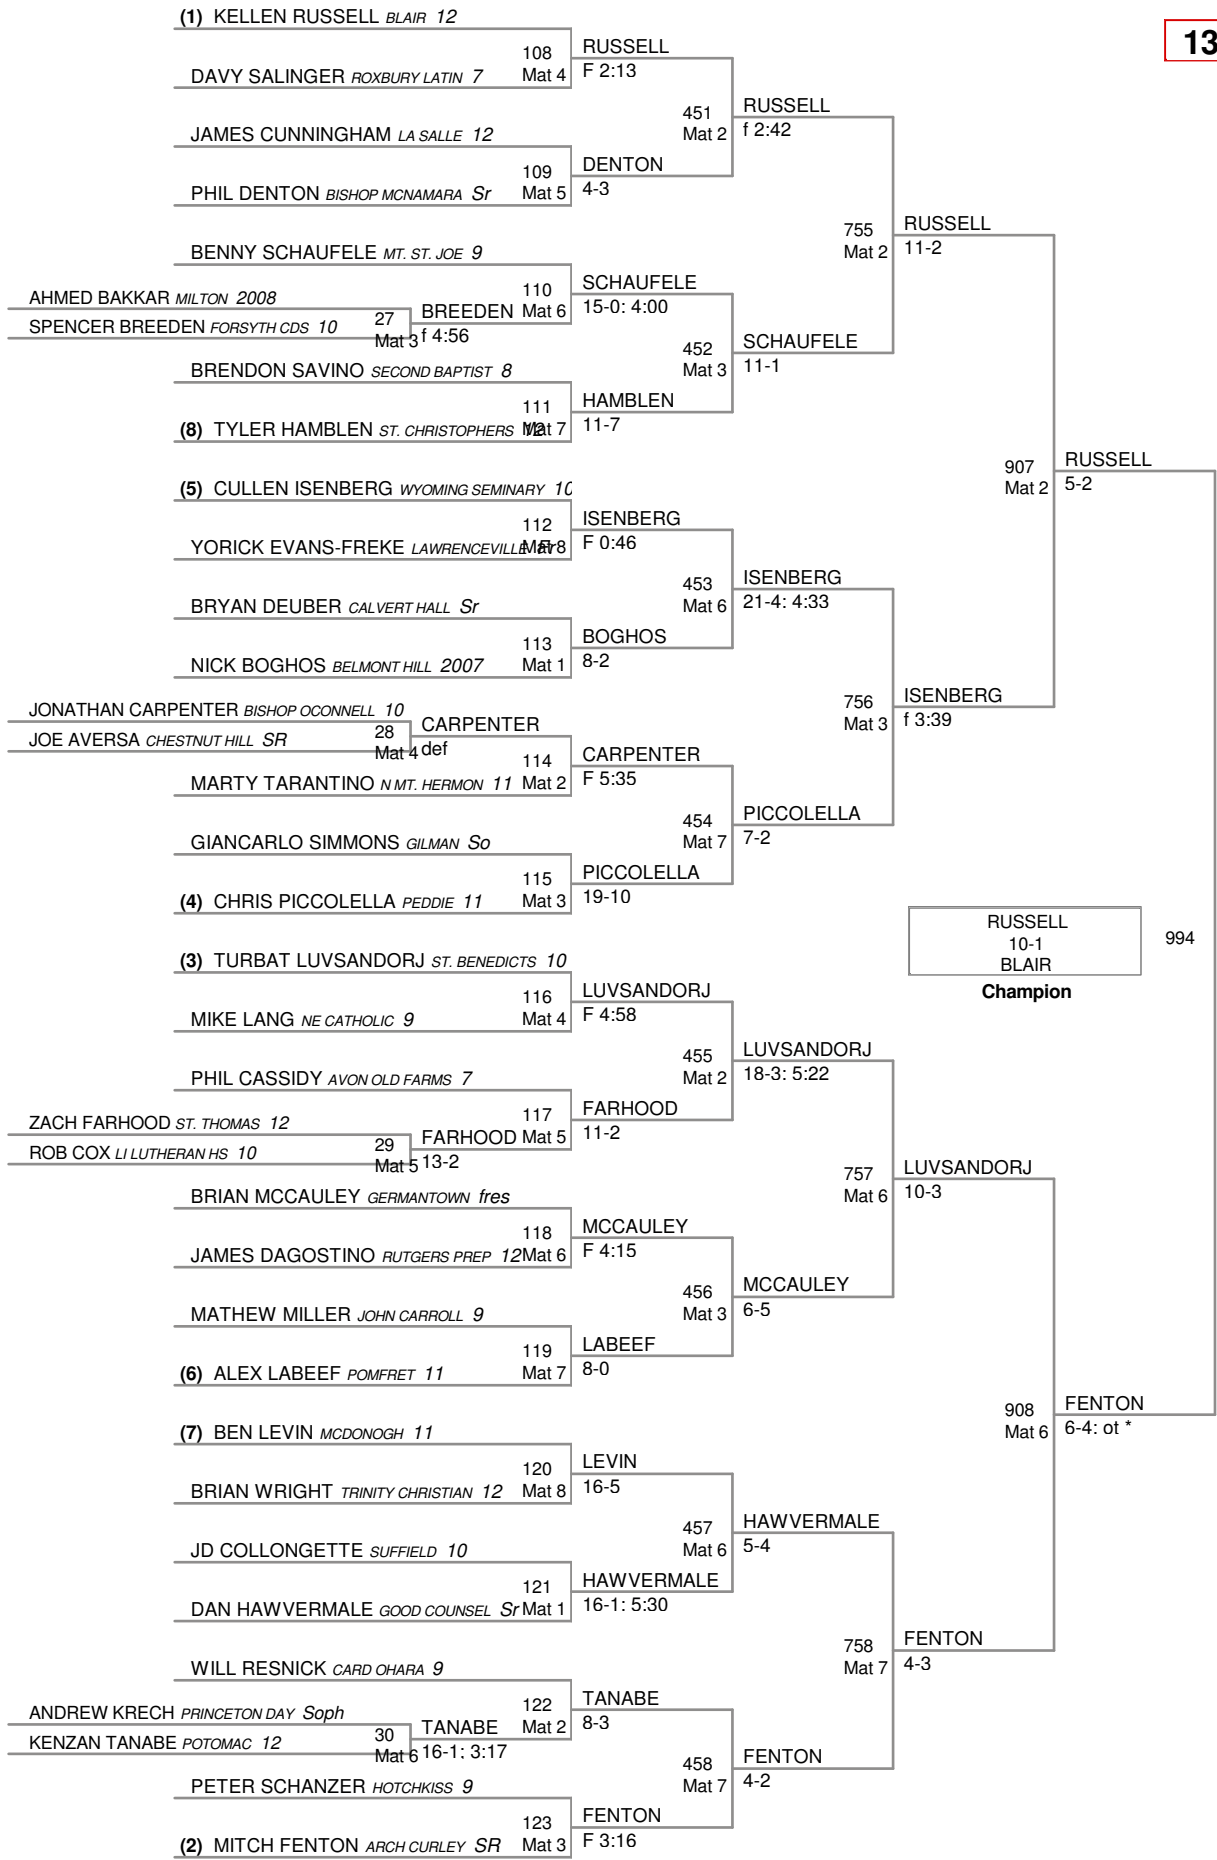 (1) KELLEN RUSSELL BLAIR 12
13
108
Mat 4
RUSSELL
F 2:13
DAVY SALINGER ROXBURY LATIN 7
451
Mat 2
RUSSELL
f 2:42
JAMES CUNNINGHAM LA SALLE 12
109
Mat 5
DENTON
4-3
PHIL DENTON BISHOP MCNAMARA Sr
755
Mat 2
RUSSELL
11-2
BENNY SCHAUFELE MT. ST. JOE 9
110
Mat 6
SCHAUFELE
15-0: 4:00
AHMED BAKKAR MILTON 2008
27
Mat 3
BREEDEN
f 4:56
SPENCER BREEDEN FORSYTH CDS 10
452
Mat 3
SCHAUFELE
11-1
BRENDON SAVINO SECOND BAPTIST 8
111
Mat 7
HAMBLEN
11-7
(8) TYLER HAMBLEN ST. CHRISTOPHERS 12
907
Mat 2
RUSSELL
5-2
(5) CULLEN ISENBERG WYOMING SEMINARY 10
112
Mat 8
ISENBERG
F 0:46
YORICK EVANS-FREKE LAWRENCEVILLE Fr
453
Mat 6
ISENBERG
21-4: 4:33
BRYAN DEUBER CALVERT HALL Sr
113
Mat 1
BOGHOS
8-2
NICK BOGHOS BELMONT HILL 2007
756
Mat 3
ISENBERG
f 3:39
JONATHAN CARPENTER BISHOP OCONNELL 10
28
Mat 4
CARPENTER
def
JOE AVERSA CHESTNUT HILL SR
114
Mat 2
CARPENTER
F 5:35
MARTY TARANTINO N MT. HERMON 11
454
Mat 7
PICCOLELLA
7-2
GIANCARLO SIMMONS GILMAN So
115
Mat 3
PICCOLELLA
19-10
(4) CHRIS PICCOLELLA PEDDIE 11
RUSSELL
10-1
BLAIR
Champion
994
(3) TURBAT LUVSANDORJ ST. BENEDICTS 10
116
Mat 4
LUVSANDORJ
F 4:58
MIKE LANG NE CATHOLIC 9
455
Mat 2
LUVSANDORJ
18-3: 5:22
PHIL CASSIDY AVON OLD FARMS 7
117
Mat 5
FARHOOD
11-2
ZACH FARHOOD ST. THOMAS 12
29
Mat 5
FARHOOD
13-2
ROB COX LI LUTHERAN HS 10
757
Mat 6
LUVSANDORJ
10-3
BRIAN MCCAULEY GERMANTOWN fres
118
Mat 6
MCCAULEY
F 4:15
JAMES DAGOSTINO RUTGERS PREP 12
456
Mat 3
MCCAULEY
6-5
MATHEW MILLER JOHN CARROLL 9
119
Mat 7
LABEEF
8-0
(6) ALEX LABEEF POMFRET 11
908
Mat 6
FENTON
6-4: ot *
(7) BEN LEVIN MCDONOGH 11
120
Mat 8
LEVIN
16-5
BRIAN WRIGHT TRINITY CHRISTIAN 12
457
Mat 6
HAWVERMALE
5-4
JD COLLONGETTE SUFFIELD 10
121
Mat 1
HAWVERMALE
16-1: 5:30
DAN HAWVERMALE GOOD COUNSEL Sr
758
Mat 7
FENTON
4-3
WILL RESNICK CARD OHARA 9
122
Mat 2
TANABE
8-3
ANDREW KRECH PRINCETON DAY Soph
30
Mat 6
TANABE
16-1: 3:17
KENZAN TANABE POTOMAC 12
458
Mat 7
FENTON
4-2
PETER SCHANZER HOTCHKISS 9
123
Mat 3
FENTON
F 3:16
(2) MITCH FENTON ARCH CURLEY SR